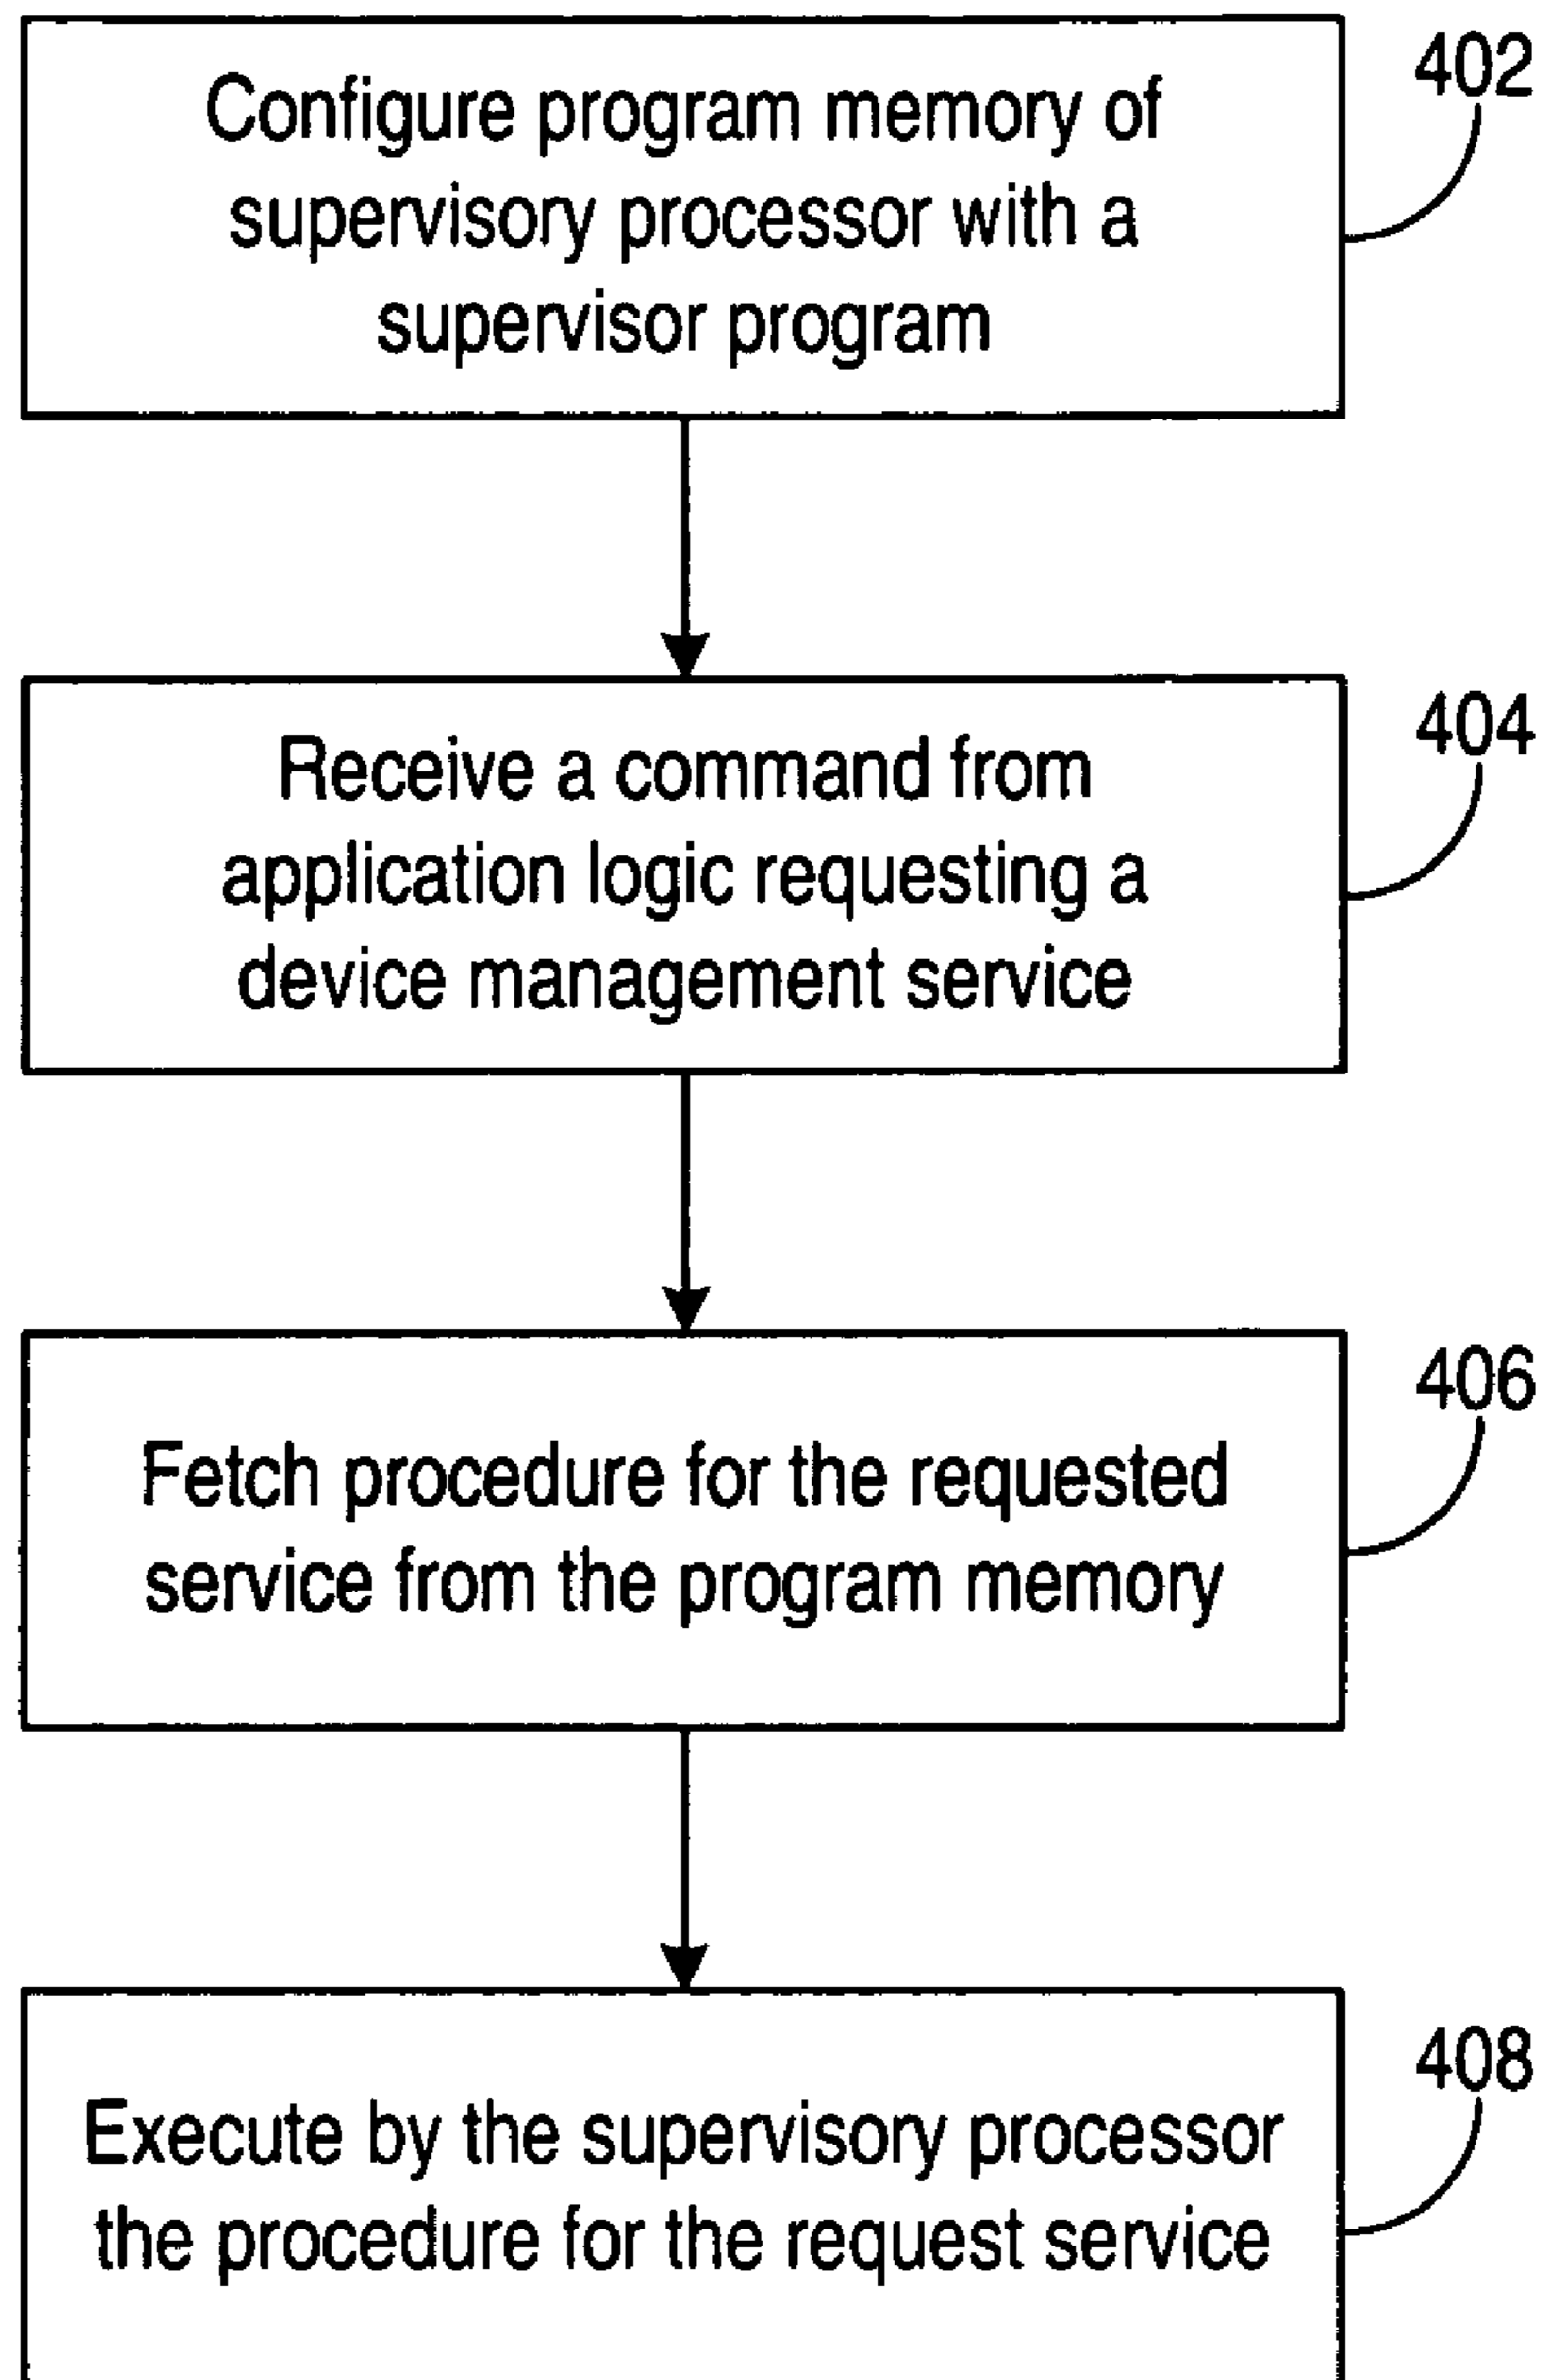 402
Configure program memory of
supervisory processor with a
supervisor program
404
Receive a command from
application logic requesting a
device management service
406
Fetch procedure for the requested
service from the program memory
408
Execute by the supervisory processor
the procedure for the request service